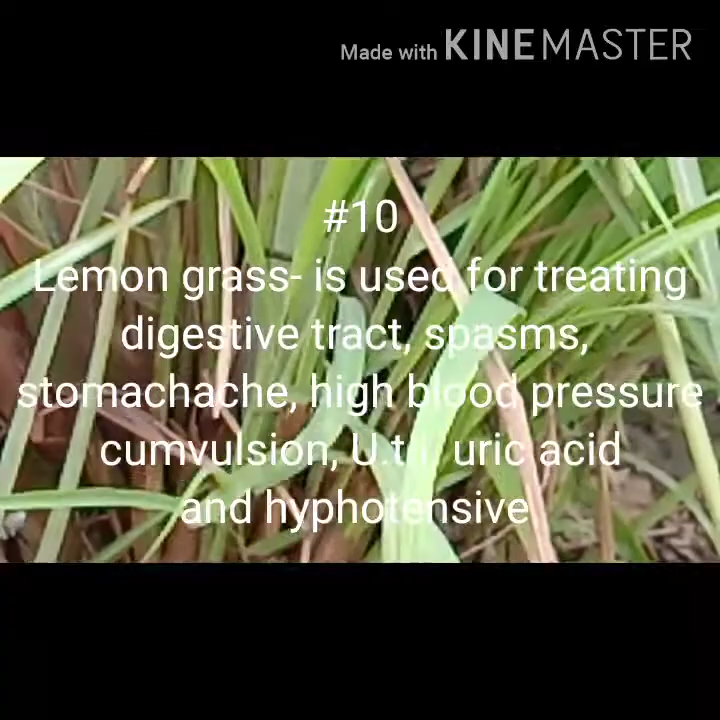 Made with KINEMASTER
#10
Lemon grass- is used for treating
digestive tract, spasms,
stomachache, high blood pressure
cumvulsion, U.t.i, uric acid
and hyphotensive